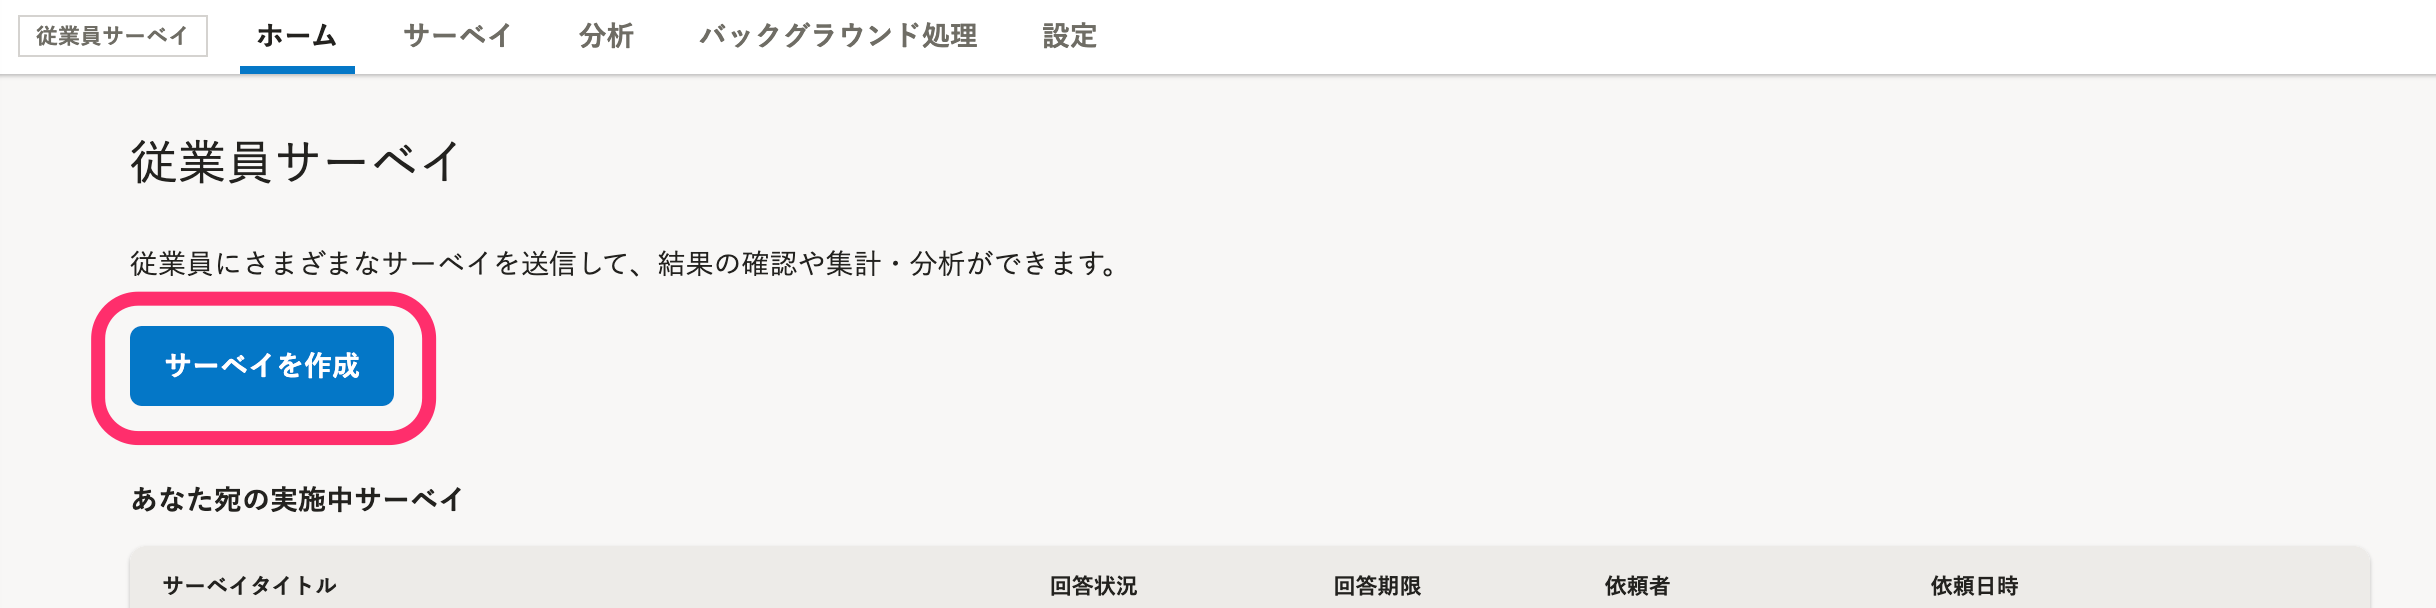 従業員サーベイ ホーム サーベイ 分析 バックグラウンド処理 設定
従業員サーベイ
従業員にさまざまなサーベイを送信して、結果の確認や集計・分析ができます。
サーベイを作成
あなた宛の実施中サーベイ
サーベイタイトル 回答状況 回答期限 依頼者 依頼日時